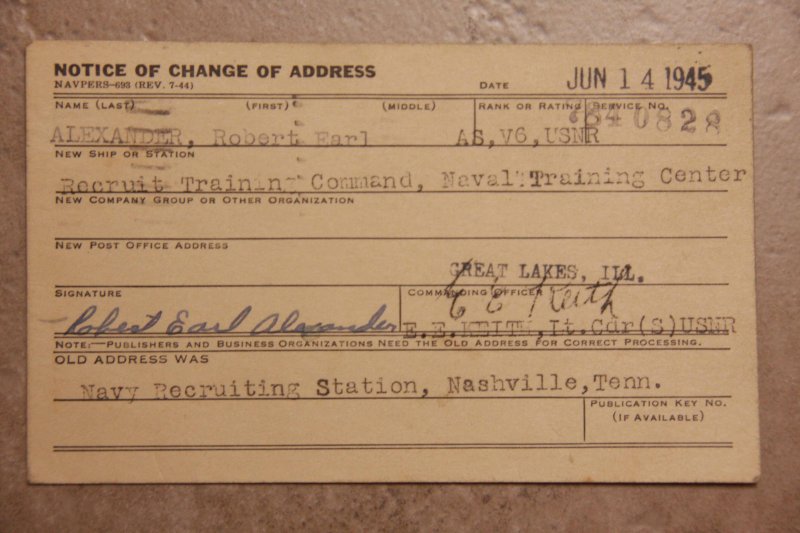 NOTICE OF CHANGE OF ADDRESS
NAVPERS—693 (REV. 7-44)
DATE JUN 14 1945
NAME (LAST) (FIRST) (MIDDLE) RANK OR RATING SERVICE NO.
ALEXANDER, Robert Earl AS,V6,USNR 840828
NEW SHIP OR STATION
Recruit Training Command, Naval Training Center
NEW COMPANY GROUP OR OTHER ORGANIZATION
NEW POST OFFICE ADDRESS
GREAT LAKES, ILL.
SIGNATURE COMMANDING OFFICER
Robert Earl Alexander E E Keith
E.E.KEITH,Lt.Cdr(S)USNR
NOTE:—PUBLISHERS AND BUSINESS ORGANIZATIONS NEED THE OLD ADDRESS FOR CORRECT PROCESSING.
OLD ADDRESS WAS
Navy Recruiting Station, Nashville,Tenn.
PUBLICATION KEY NO.
(IF AVAILABLE)